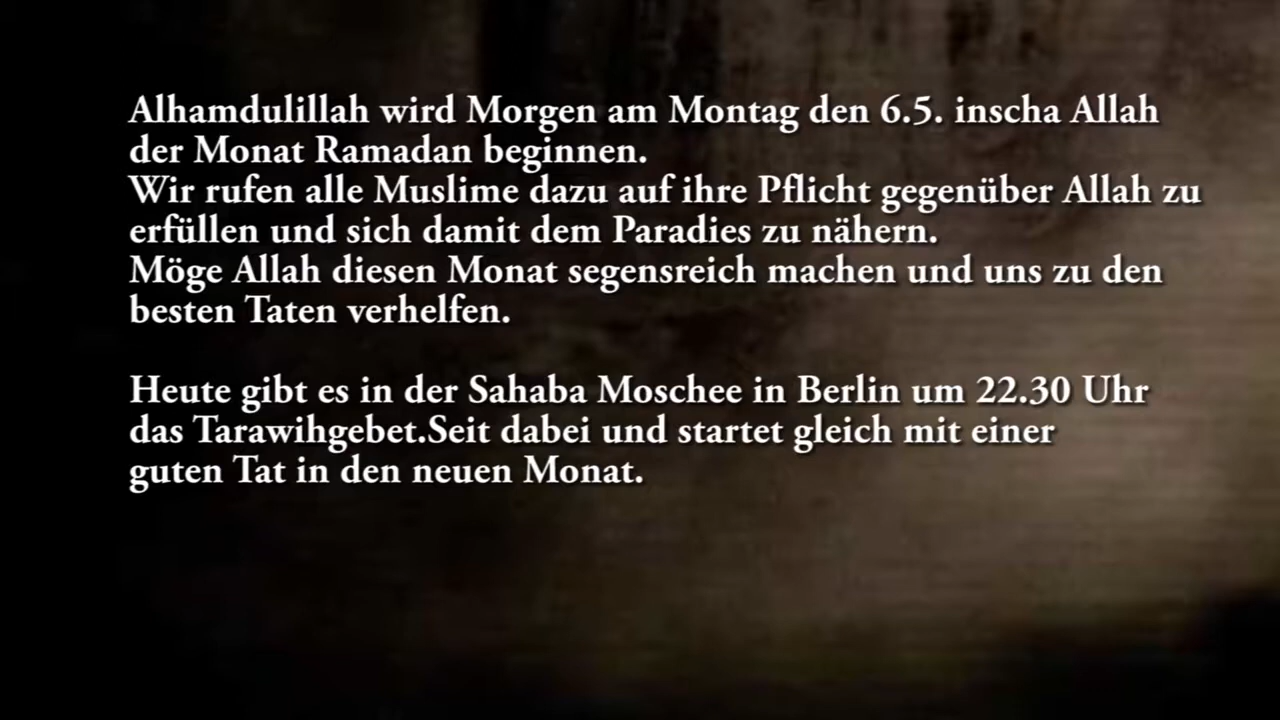 Alhamdulillah wird Morgen am Montag den 6.5. inscha Allah
der Monat Ramadan beginnen.
Wir rufen alle Muslime dazu auf ihre Pflicht gegenüber Allah zu
erfüllen und sich damit dem Paradies zu nähern.
Möge Allah diesen Monat segensreich machen und uns zu den
besten Taten verhelfen.
Heute gibt es in der Sahaba Moschee in Berlin um 22.30 Uhr
das Tarawihgebet.Seit dabei und startet gleich mit einer
guten Tat in den neuen Monat.